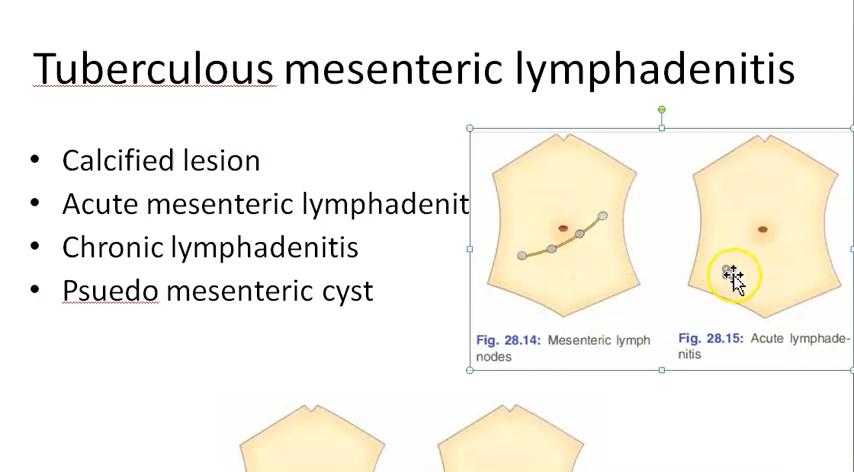 Tuberculous mesenteric lymphadenitis
• Calcified lesion
• Acute mesenteric lymphadenit
• Chronic lymphadenitis
• Psuedo mesenteric cyst
Fig. 28.14: Mesenteric lymph
nodes
Fig. 28.15: Acute lymphade-
nitis